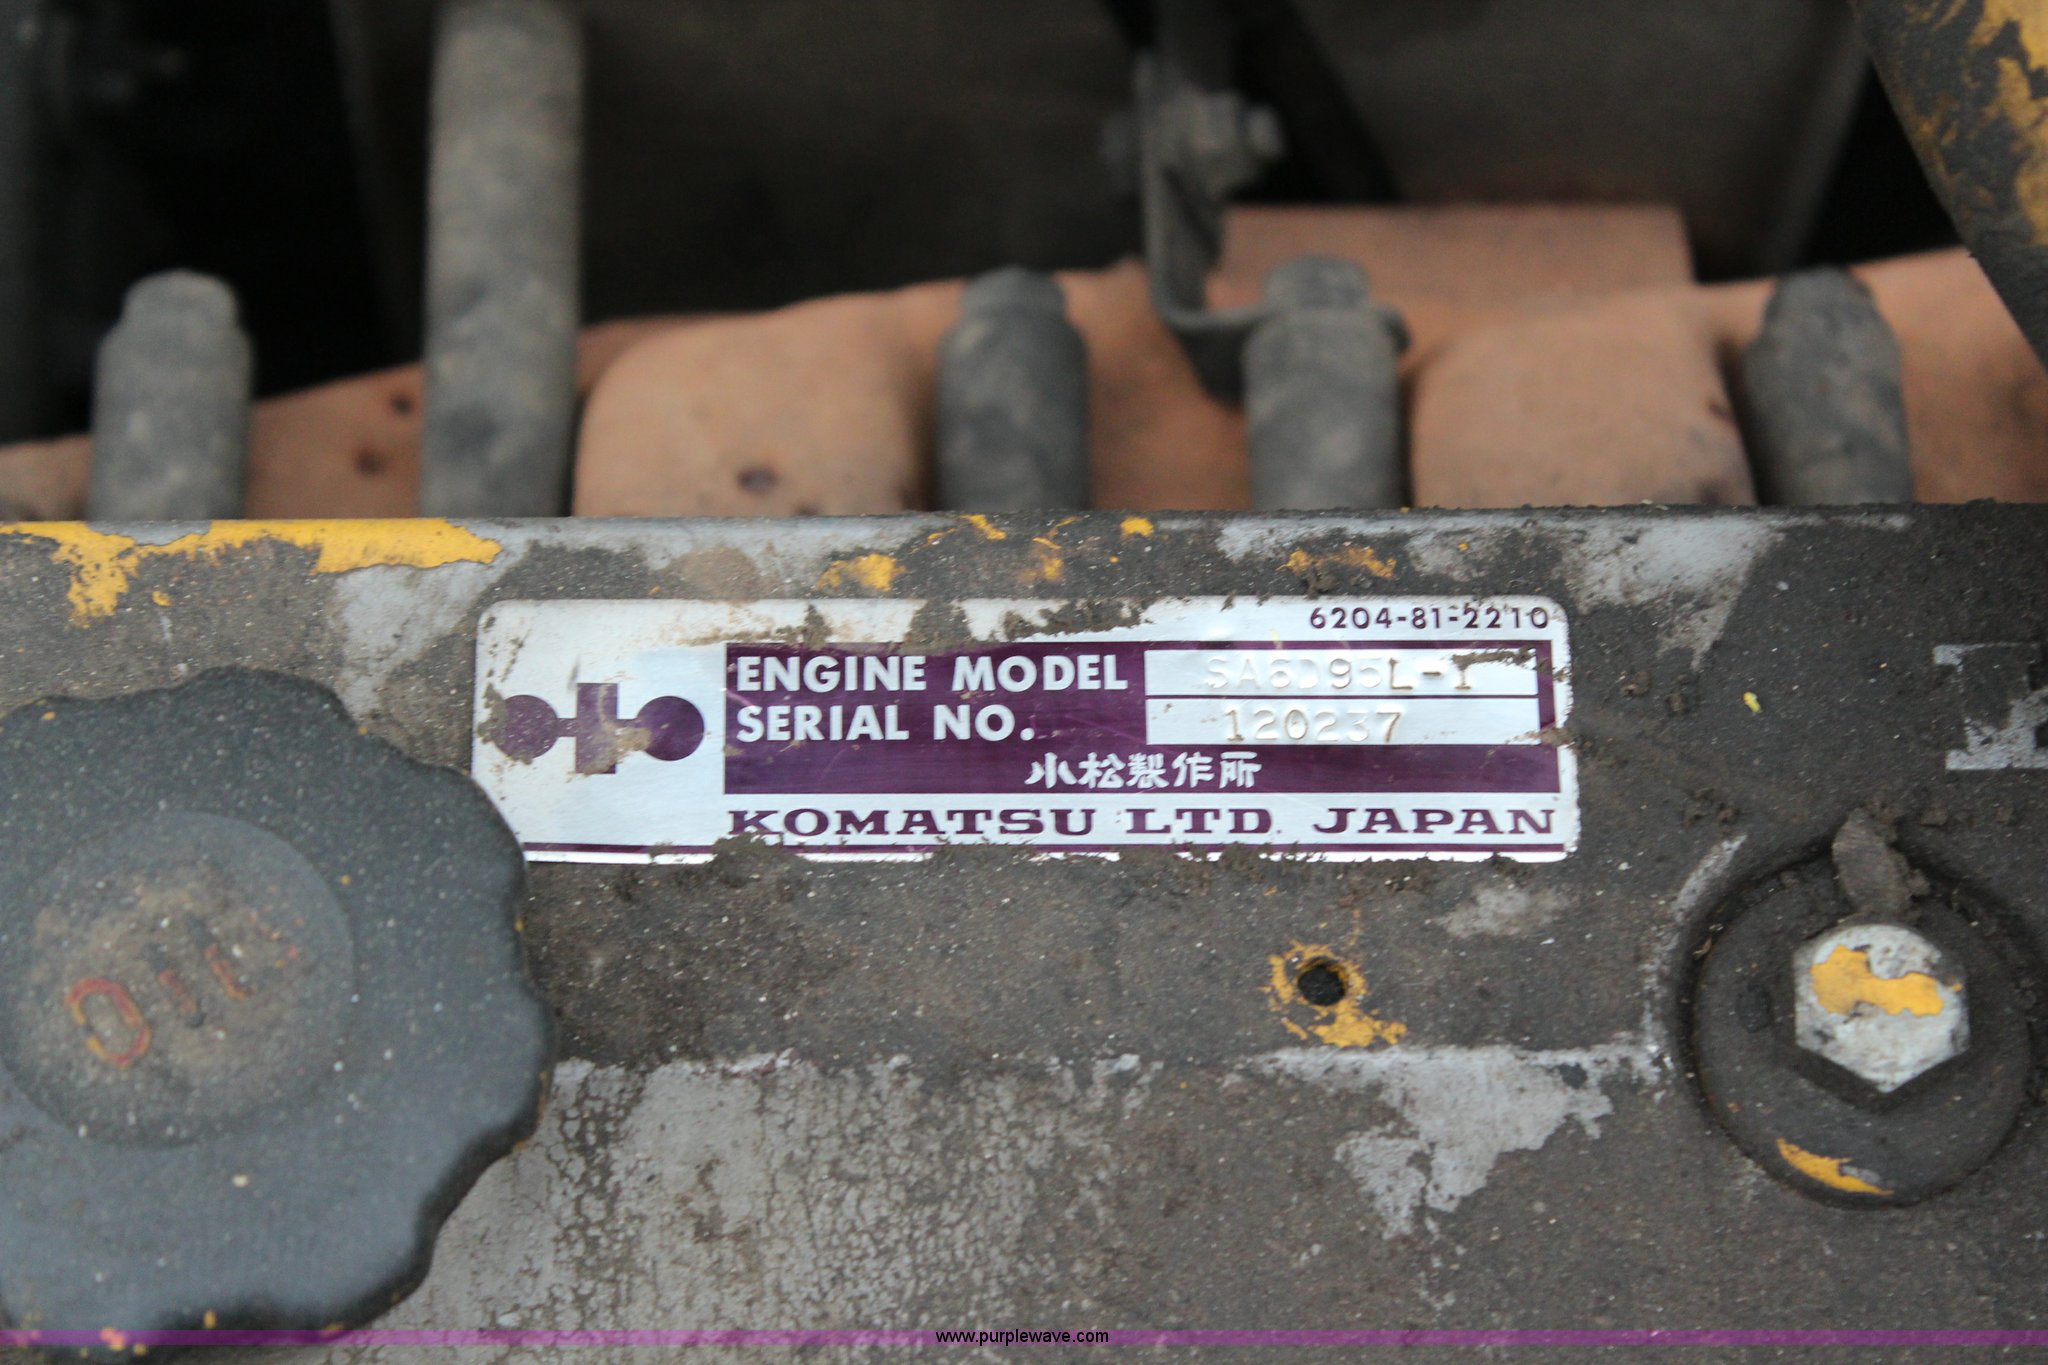 6204-81-2210
ENGINE MODEL SA6D95L-1
SERIAL NO. 120237
小松製作所
KOMATSU LTD. JAPAN
OIL
www.purplewave.com